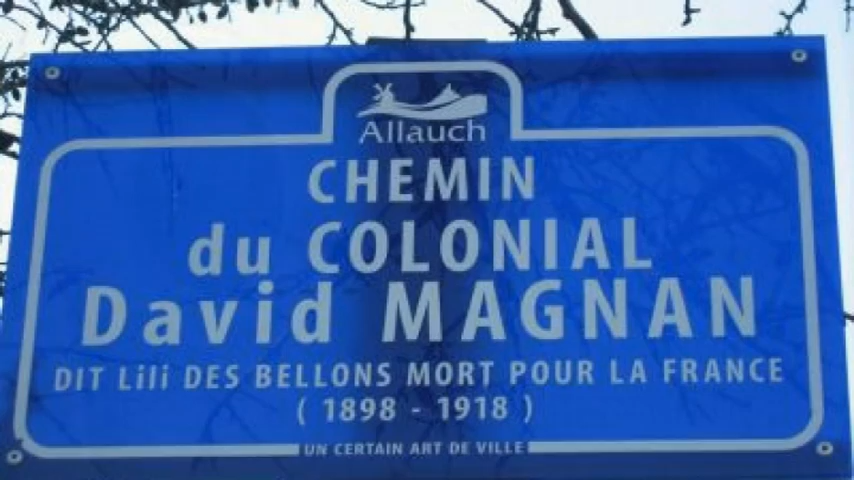 Allauch
CHEMIN
du COLONIAL
David MAGNAN
DIT Lili DES BELLONS MORT POUR LA FRANCE
( 1898 - 1918 )
UN CERTAIN ART DE VILLE